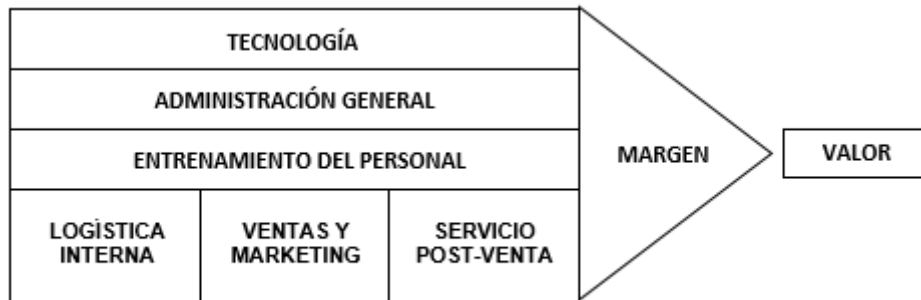 TECNOLOGÍA
ADMINISTRACIÓN GENERAL
ENTRENAMIENTO DEL PERSONAL
MARGEN
VALOR
LOGÍSTICA
INTERNA
VENTAS Y
MARKETING
SERVICIO
POST-VENTA